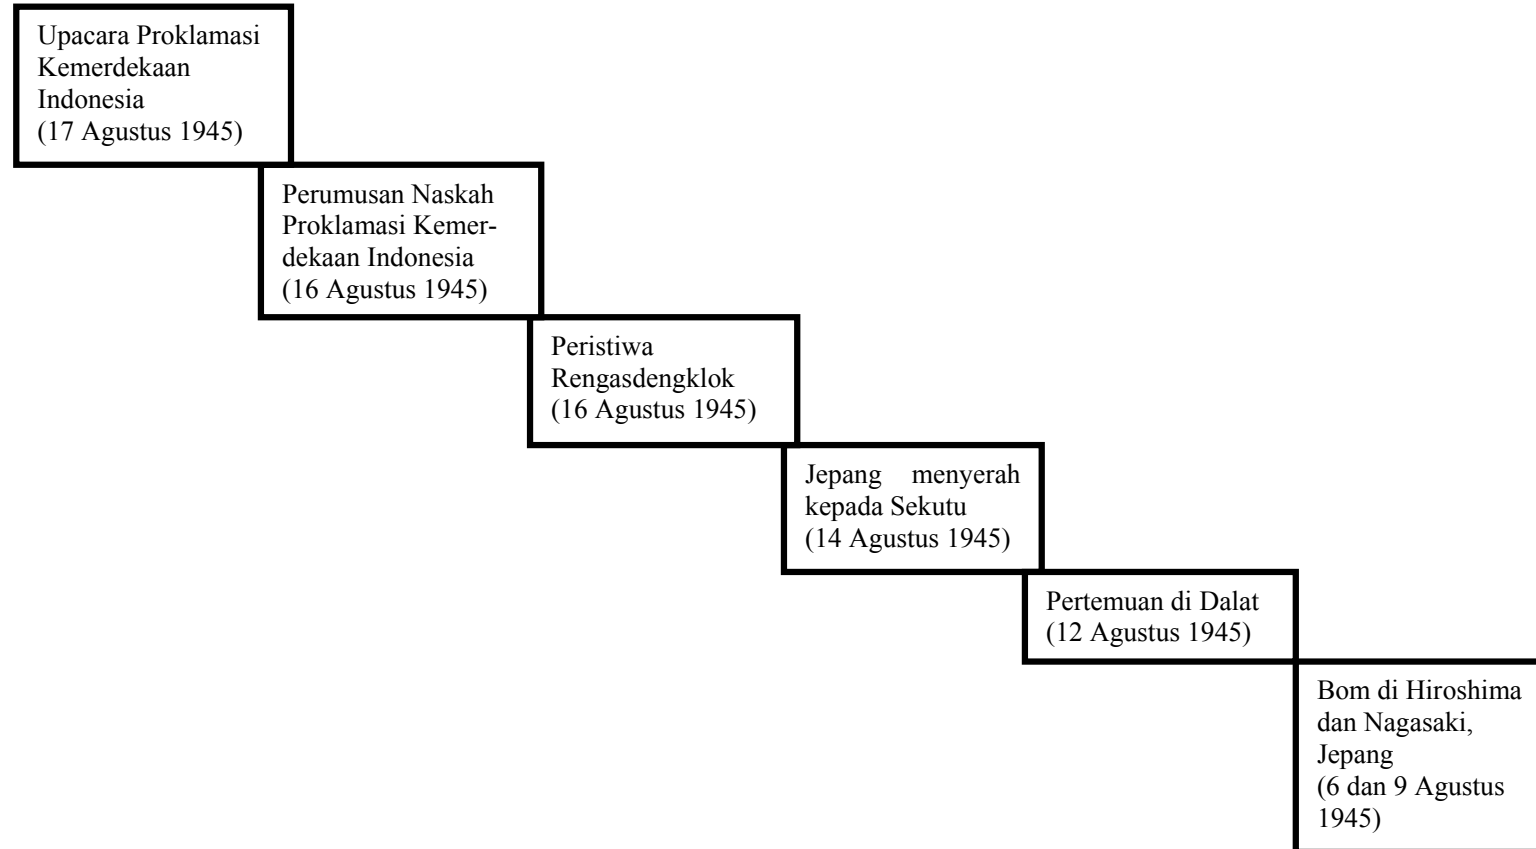 Upacara Proklamasi
Kemerdekaan
Indonesia
(17 Agustus 1945)
Perumusan Naskah
Proklamasi Kemer-
dekaan Indonesia
(16 Agustus 1945)
Peristiwa
Rengasdengklok
(16 Agustus 1945)
Jepang menyerah
kepada Sekutu
(14 Agustus 1945)
Pertemuan di Dalat
(12 Agustus 1945)
Bom di Hiroshima
dan Nagasaki,
Jepang
(6 dan 9 Agustus
1945)